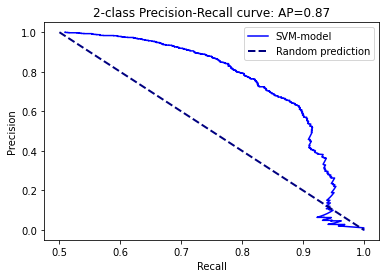 2-class Precision-Recall curve: AP=0.87
SVM-model
Random prediction
Precision
1.0
0.8
0.6
0.4
0.2
0.0
0.5
0.6
0.7
0.8
0.9
1.0
Recall